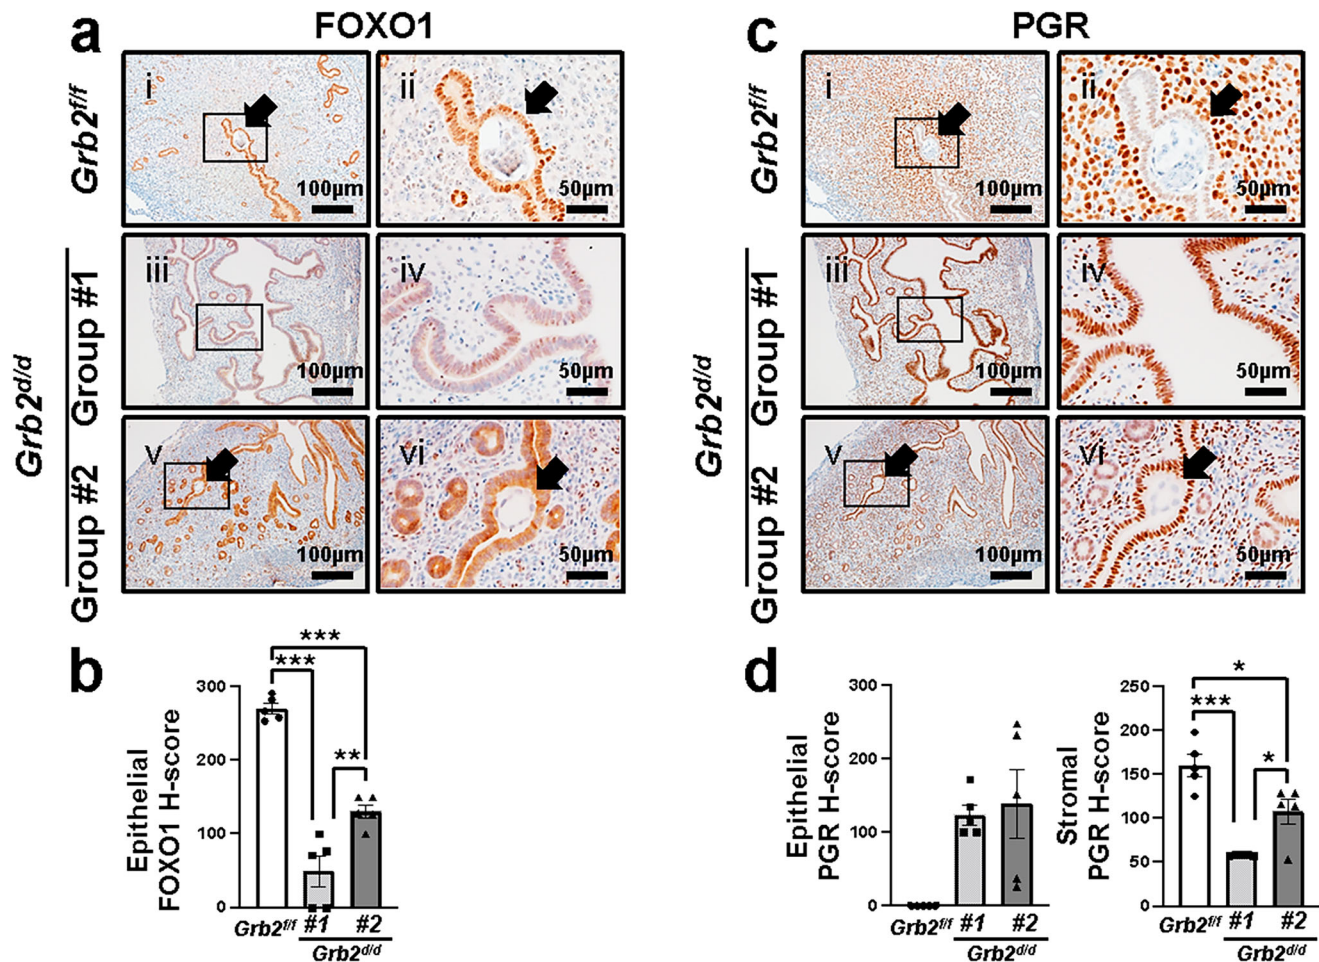 a
FOXO1
Grb2f/f
i
100µm
ii
50µm
Grb2d/d
Group #1
iii
100µm
iv
50µm
Group #2
v
100µm
vi
50µm
c
PGR
Grb2f/f
i
100µm
ii
50µm
Grb2d/d
Group #1
iii
100µm
iv
50µm
Group #2
v
100µm
vi
50µm
b
Epithelial
FOXO1 H-score
300
200
100
0
***
***
**
Grb2f/f #1 #2
Grb2d/d
d
Epithelial
PGR H-score
300
200
100
0
Grb2f/f #1 #2
Grb2d/d
Stromal
PGR H-score
250
200
150
100
50
0
*
***
*
Grb2f/f #1 #2
Grb2d/d